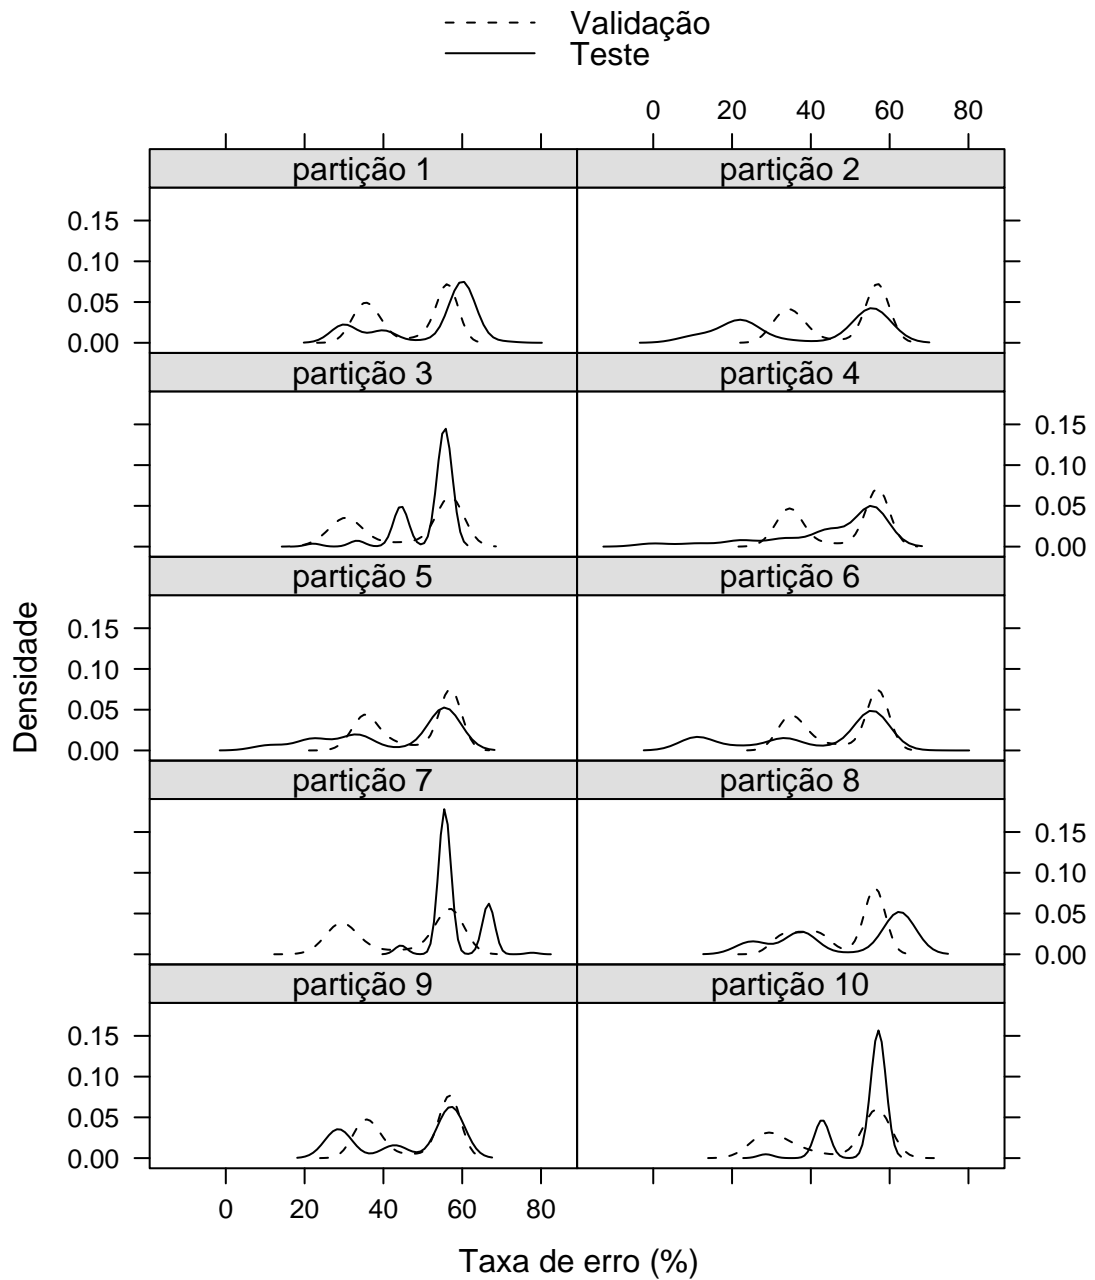 Validação
Teste
0 20 40 60 80
partição 1 partição 2
0.15
0.10
0.05
0.00
partição 3 partição 4
0.15
0.10
0.05
0.00
partição 5 partição 6
0.15
0.10
0.05
0.00
partição 7 partição 8
0.15
0.10
0.05
0.00
partição 9 partição 10
0.15
0.10
0.05
0.00
0 20 40 60 80
Densidade
Taxa de erro (%)